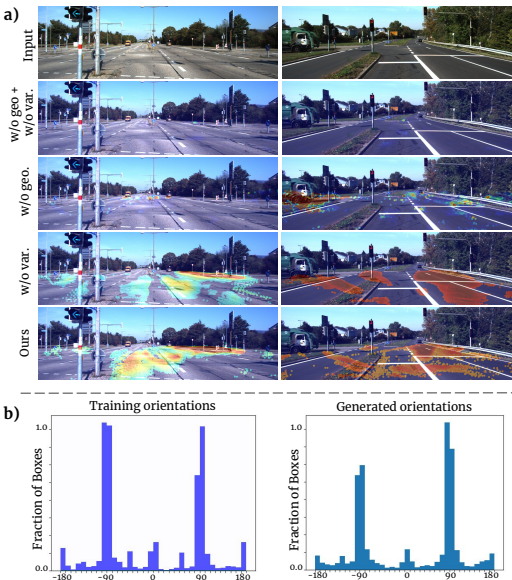 a)
Input
w/o geo +
w/o var.
w/o geo.
w/o var.
Ours
b)
Training orientations
Generated orientations
Fraction of Boxes
1.0
0.0
-180
-90
0
90
180
Fraction of Boxes
1.0
0.0
-180
-90
0
90
180